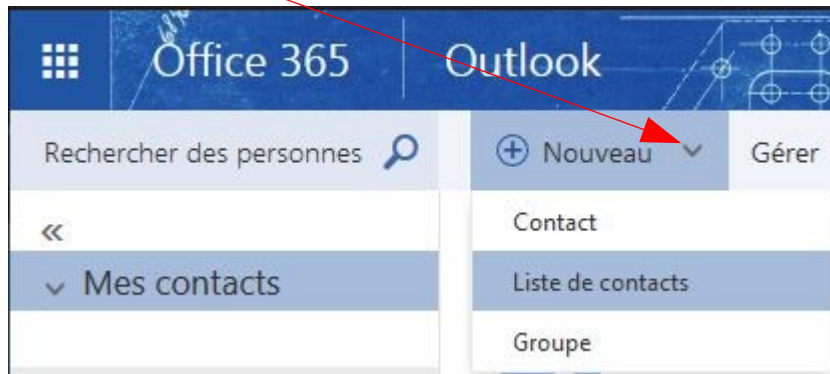 Office 365 Outlook
Rechercher des personnes Nouveau Gérer
Contact
Mes contacts Liste de contacts
Groupe